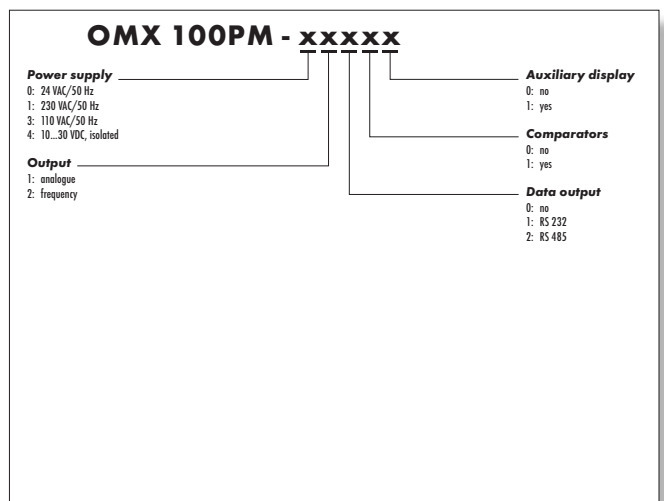 OMX 100PM - xxxxx
Power supply
0: 24 VAC/50 Hz
1: 230 VAC/50 Hz
3: 110 VAC/50 Hz
4: 10...30 VDC, isolated
Output
1: analogue
2: frequency
Auxiliary display
0: no
1: yes
Comparators
0: no
1: yes
Data output
0: no
1: RS 232
2: RS 485